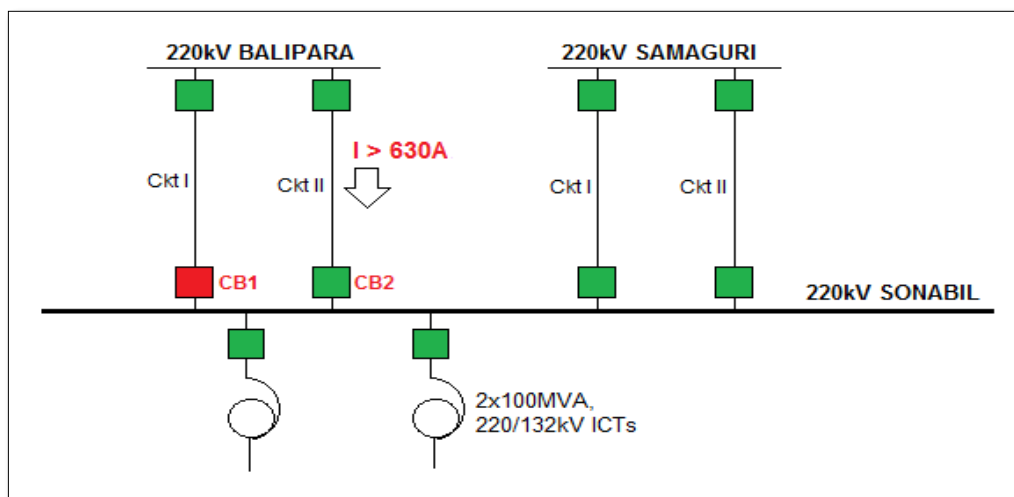 220kV BALIPARA
220kV SAMAGURI
I > 630A
Ckt I
Ckt II
Ckt I
Ckt II
CB1
CB2
220kV SONABIL
2x100MVA,
220/132kV ICTs